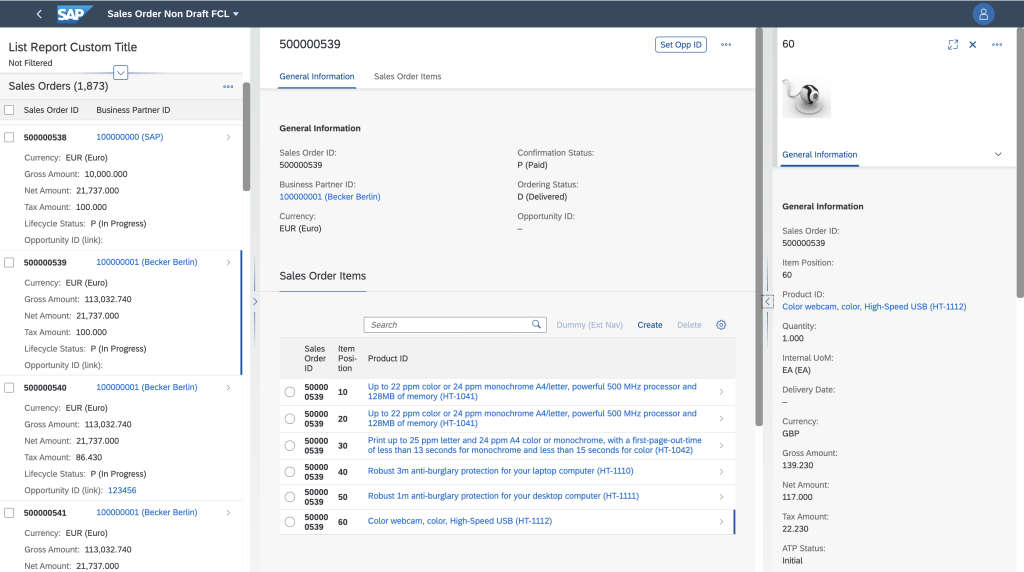 SAP Sales Order Non Draft FCL
List Report Custom Title
Not Filtered
Sales Orders (1,873)
Sales Order ID Business Partner ID
500000538 100000000 (SAP)
Currency: EUR (Euro)
Gross Amount: 10,000.000
Net Amount: 21,737.000
Tax Amount: 100.000
Lifecycle Status: P (In Progress)
Opportunity ID (link):
500000539 100000001 (Becker Berlin)
Currency: EUR (Euro)
Gross Amount: 113,032.740
Net Amount: 21,737.000
Tax Amount: 100.000
Lifecycle Status: P (In Progress)
Opportunity ID (link):
500000540 100000001 (Becker Berlin)
Currency: EUR (Euro)
Gross Amount: 113,032.740
Net Amount: 21,737.000
Tax Amount: 86.430
Lifecycle Status: P (In Progress)
Opportunity ID (link): 123456
500000541 100000001 (Becker Berlin)
Currency: EUR (Euro)
Gross Amount: 113,032.740
Net Amount: 21,737.000
500000539
Set Opp ID
General Information Sales Order Items
General Information
Sales Order ID:
500000539
Business Partner ID:
100000001 (Becker Berlin)
Currency:
EUR (Euro)
Confirmation Status:
P (Paid)
Ordering Status:
D (Delivered)
Opportunity ID:
–
Sales Order Items
Search Dummy (Ext Nav) Create Delete
Sales
Order
ID
Item
Posi-
tion
Product ID
50000
0539
10
Up to 22 ppm color or 24 ppm monochrome A4/letter, powerful 500 MHz processor and
128MB of memory (HT-1041)
50000
0539
20
Up to 22 ppm color or 24 ppm monochrome A4/letter, powerful 500 MHz processor and
128MB of memory (HT-1041)
50000
0539
30
Print up to 25 ppm letter and 24 ppm A4 color or monochrome, with a first-page-out-time
of less than 13 seconds for monochrome and less than 15 seconds for color (HT-1042)
50000
0539
40
Robust 3m anti-burglary protection for your laptop computer (HT-1110)
50000
0539
50
Robust 1m anti-burglary protection for your desktop computer (HT-1111)
50000
0539
60
Color webcam, color, High-Speed USB (HT-1112)
60
General Information
General Information
Sales Order ID:
500000539
Item Position:
60
Product ID:
Color webcam, color, High-Speed USB (HT-1112)
Quantity:
1.000
Internal UoM:
EA (EA)
Delivery Date:
–
Currency:
GBP
Gross Amount:
139.230
Net Amount:
117.000
Tax Amount:
22.230
ATP Status:
Initial